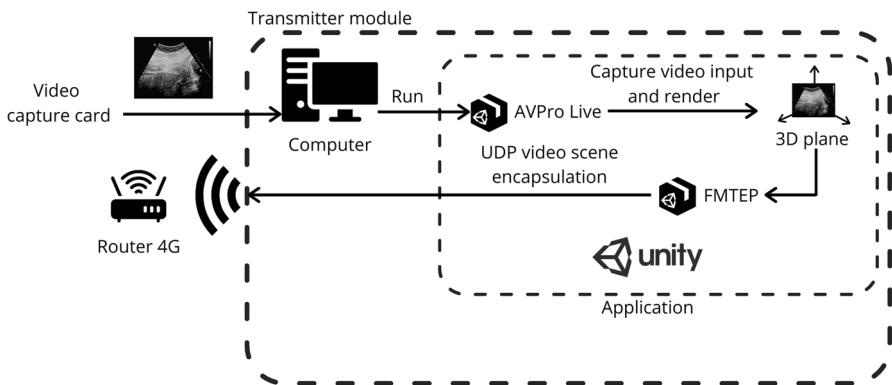 Transmitter module
Video
capture card
Computer
Run
AVPro Live
Capture video input
and render
3D plane
UDP video scene
encapsulation
FMTEP
Router 4G
unity
Application